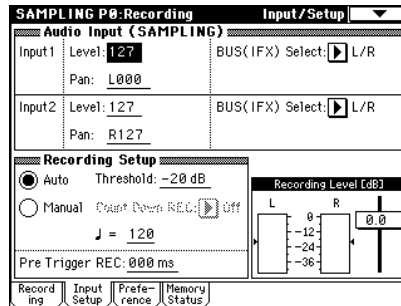 SAMPLING P0:Recording Input/Setup
Audio Input (SAMPLING)
Input1 Level: 127 BUS(IFX) Select: L/R
Pan: L000
Input2 Level: 127 BUS(IFX) Select: L/R
Pan: R127
Recording Setup
Auto Threshold: -20 dB
Manual Count Down REC: Off
♩ = 120
Pre Trigger REC: 000 ms
Recording Level [dB]
L R
0 0.0
-12
-24
-36
Record ing
Input Setup
Prefe- rence
Memory Status